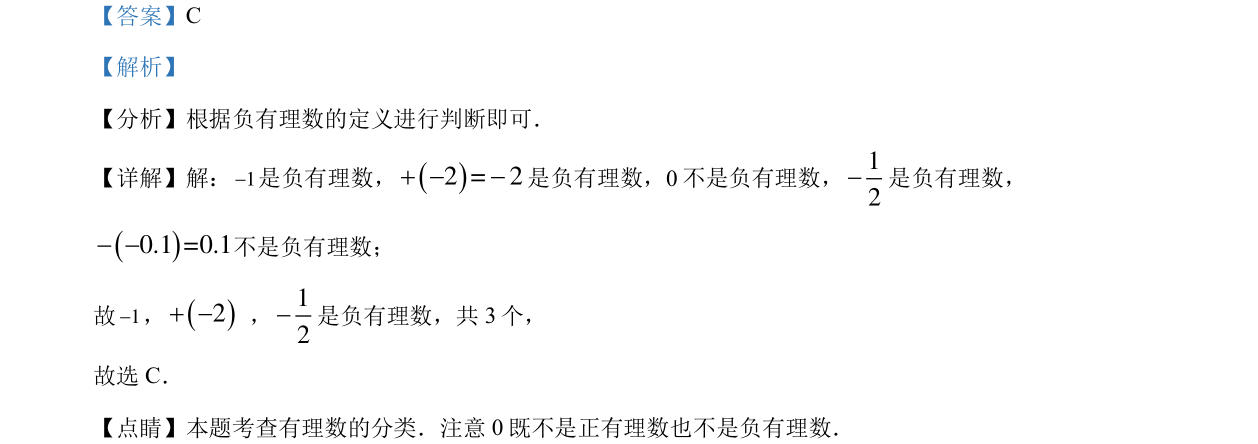 【答案】C
【解析】
【分析】根据负有理数的定义进行判断即可．
【详解】解：−1是负有理数，+(−2)=−2是负有理数，0 不是负有理数，−1/2是负有理数，
−(−0.1)=0.1不是负有理数；
故−1，+(−2)，−1/2是负有理数，共 3 个，
故选 C．
【点睛】本题考查有理数的分类．注意 0 既不是正有理数也不是负有理数．